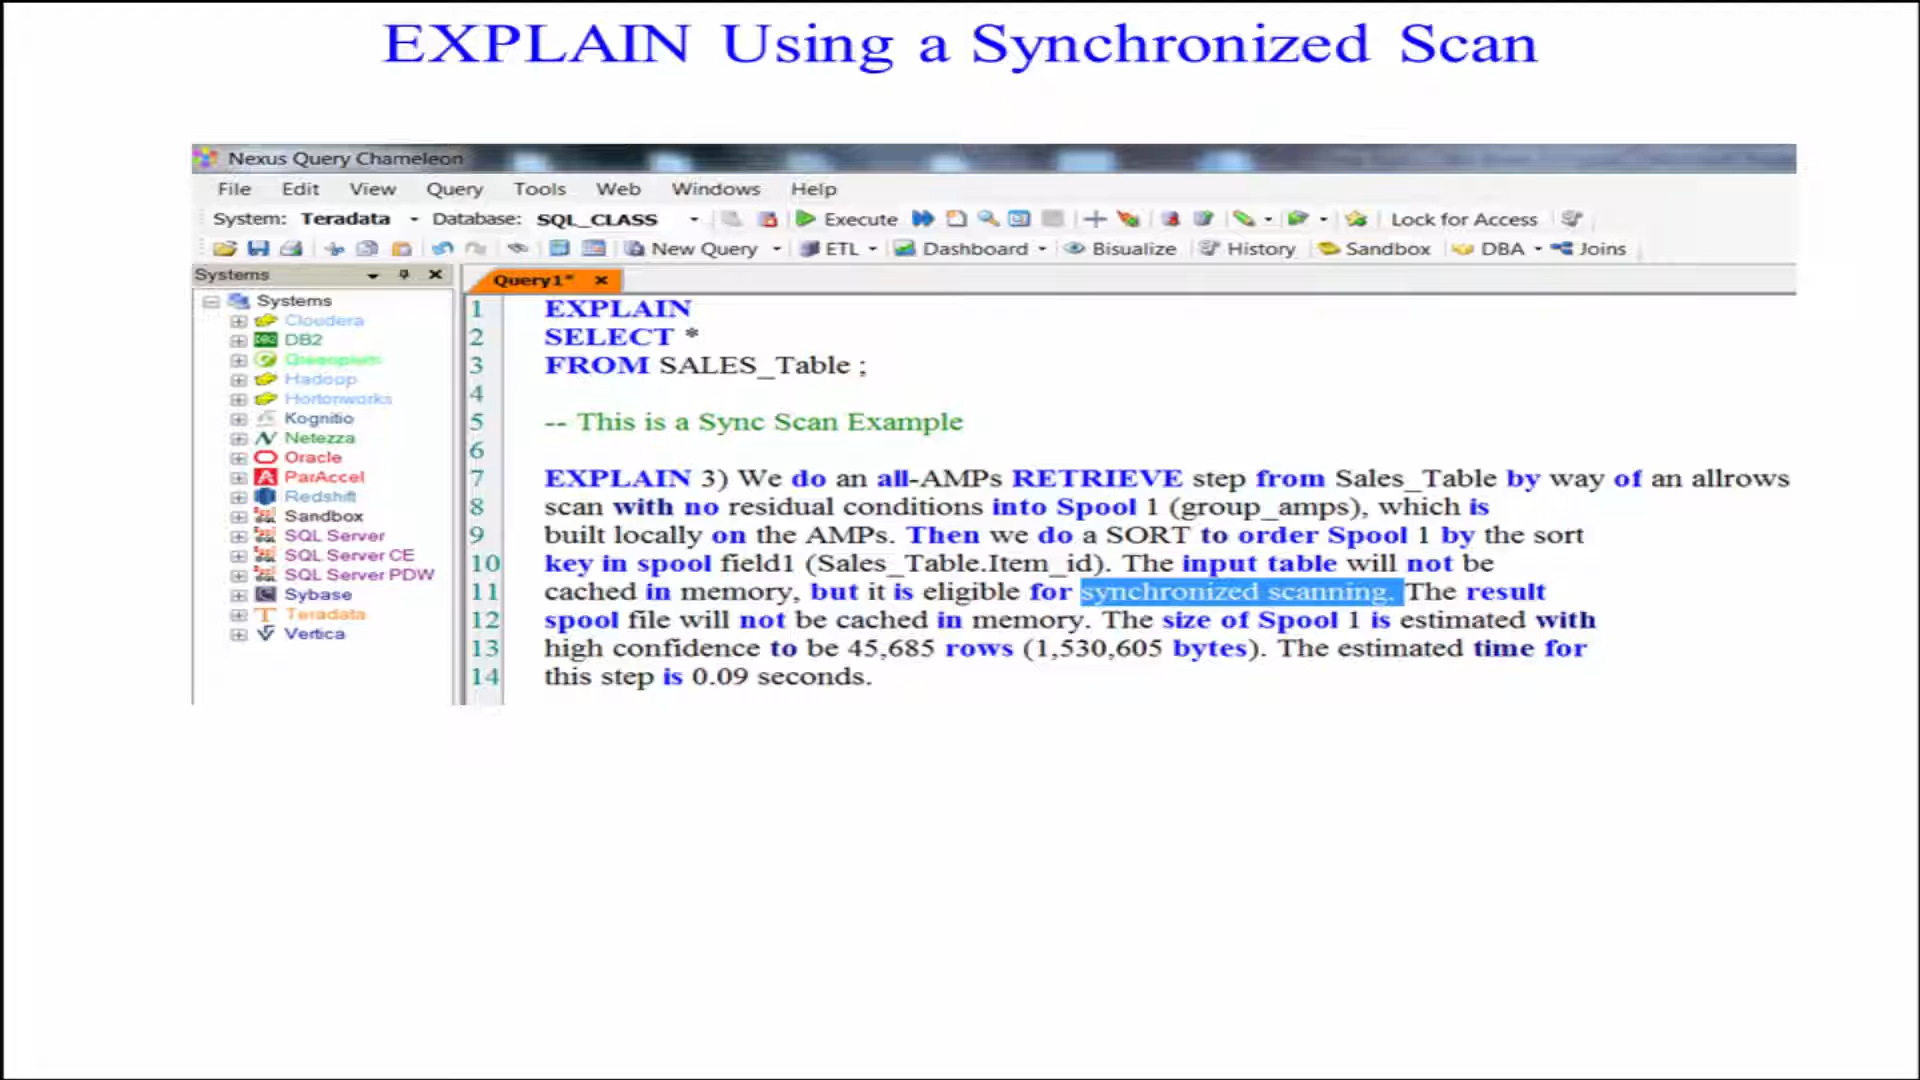 EXPLAIN Using a Synchronized Scan
Nexus Query Chameleon
File Edit View Query Tools Web Windows Help
System: Teradata Database: SQL_CLASS Execute Lock for Access
New Query ETL Dashboard Bisualize History Sandbox DBA Joins
Systems
Query1*
Systems
Cloudera
DB2
Greenplum
Hadoop
Hortonworks
Kognitio
Netezza
Oracle
ParAccel
Redshift
Sandbox
SQL Server
SQL Server CE
SQL Server PDW
Sybase
Teradata
Vertica
1 EXPLAIN
2 SELECT *
3 FROM SALES_Table ;
4
5 -- This is a Sync Scan Example
6
7 EXPLAIN 3) We do an all-AMPs RETRIEVE step from Sales_Table by way of an allrows
8 scan with no residual conditions into Spool 1 (group_amps), which is
9 built locally on the AMPs. Then we do a SORT to order Spool 1 by the sort
10 key in spool field1 (Sales_Table.Item_id). The input table will not be
11 cached in memory, but it is eligible for synchronized scanning. The result
12 spool file will not be cached in memory. The size of Spool 1 is estimated with
13 high confidence to be 45,685 rows (1,530,605 bytes). The estimated time for
14 this step is 0.09 seconds.